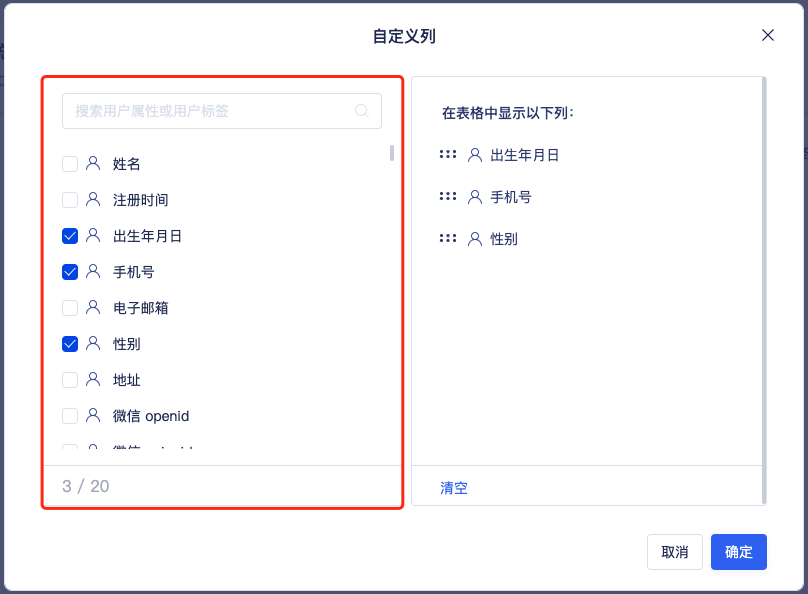 自定义列
搜索用户属性或用户标签
姓名
注册时间
出生年月日
手机号
电子邮箱
性别
地址
微信 openid
3 / 20
在表格中显示以下列：
出生年月日
手机号
性别
清空
取消
确定